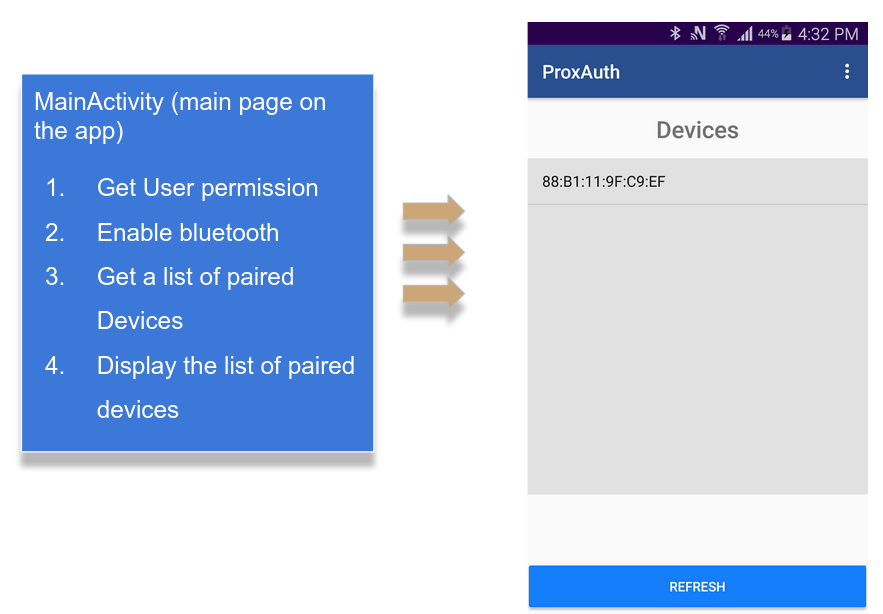 MainActivity (main page on
the app)
1. Get User permission
2. Enable bluetooth
3. Get a list of paired
Devices
4. Display the list of paired
devices
44% 4:32 PM
ProxAuth
Devices
88:B1:11:9F:C9:EF
REFRESH